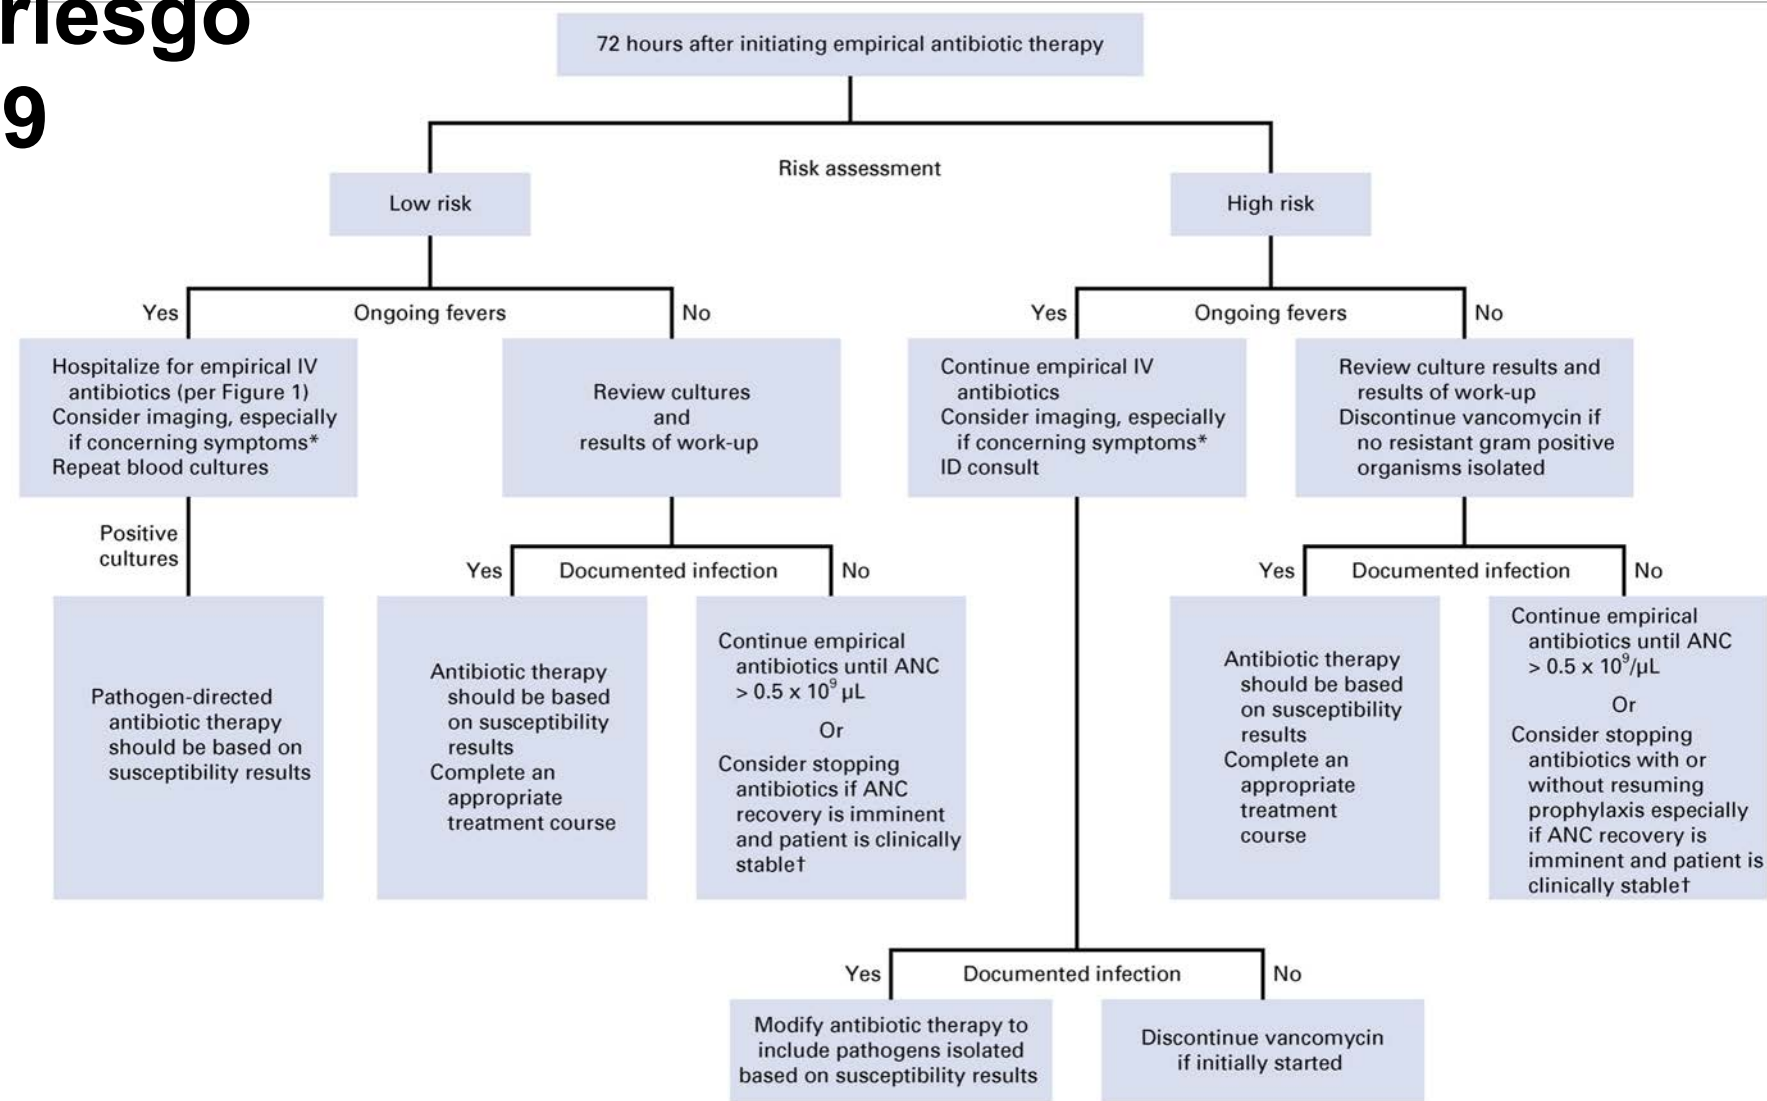 riesgo
9
72 hours after initiating empirical antibiotic therapy
Risk assessment
Low risk
High risk
Yes
Ongoing fevers
No
Yes
Ongoing fevers
No
Hospitalize for empirical IV
antibiotics (per Figure 1)
Consider imaging, especially
if concerning symptoms*
Repeat blood cultures
Review cultures
and
results of work-up
Continue empirical IV
antibiotics
Consider imaging, especially
if concerning symptoms*
ID consult
Review culture results and
results of work-up
Discontinue vancomycin if
no resistant gram positive
organisms isolated
Positive
cultures
Yes
Documented infection
No
Yes
Documented infection
No
Pathogen-directed
antibiotic therapy
should be based on
susceptibility results
Antibiotic therapy
should be based
on susceptibility
results
Complete an
appropriate
treatment course
Continue empirical
antibiotics until ANC
> 0.5 x 10⁹ µL
Or
Consider stopping
antibiotics if ANC
recovery is imminent
and patient is clinically
stable†
Antibiotic therapy
should be based
on susceptibility
results
Complete an
appropriate
treatment
course
Continue empirical
antibiotics until ANC
> 0.5 x 10⁹/µL
Or
Consider stopping
antibiotics with or
without resuming
prophylaxis especially
if ANC recovery is
imminent and patient is
clinically stable†
Yes
Documented infection
No
Modify antibiotic therapy to
include pathogens isolated
based on susceptibility results
Discontinue vancomycin
if initially started